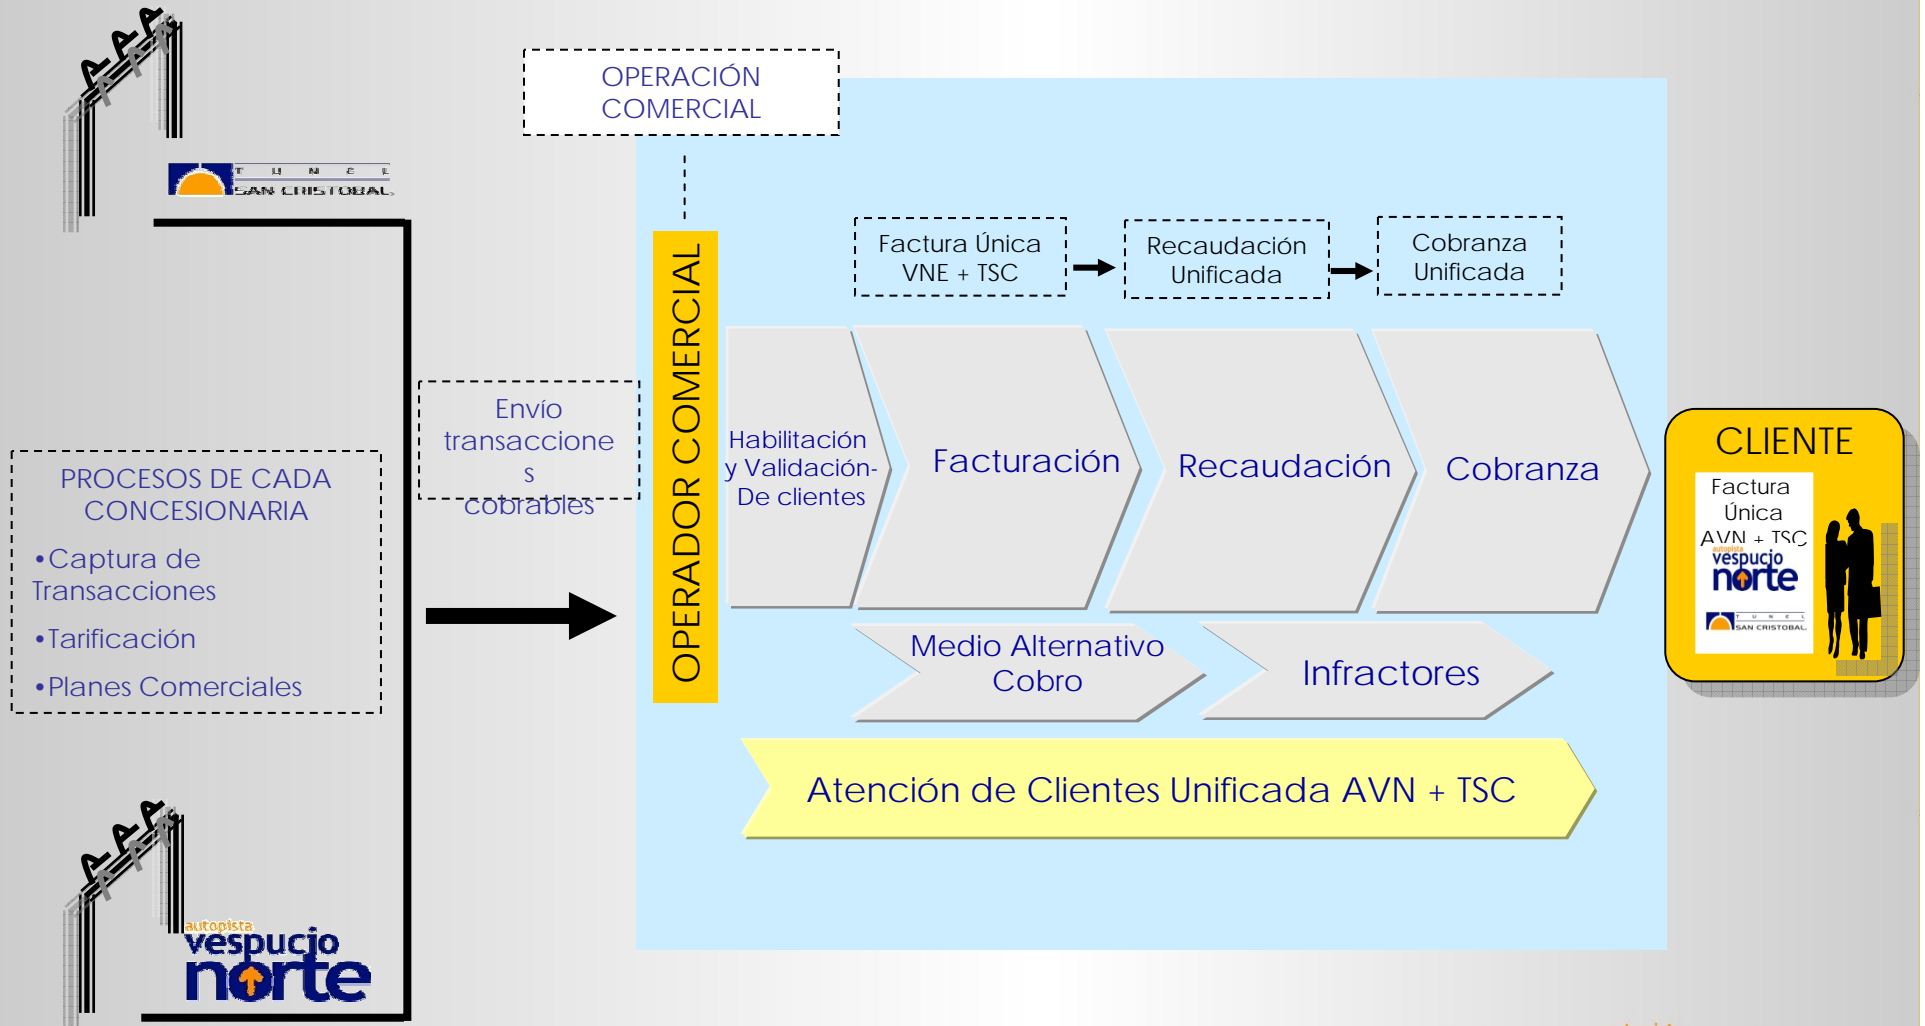 TUNEL
SAN CRISTOBAL.
PROCESOS DE CADA
CONCESIONARIA
•Captura de
Transacciones
•Tarificación
•Planes Comerciales
autopista
vespucio
norte
Envío
transaccione
s
cobrables
OPERACIÓN
COMERCIAL
OPERADOR COMERCIAL
Factura Única
VNE + TSC
Recaudación
Unificada
Cobranza
Unificada
Habilitación
y Validación-
De clientes
Facturación
Recaudación
Cobranza
Medio Alternativo
Cobro
Infractores
Atención de Clientes Unificada AVN + TSC
CLIENTE
Factura
Única
AVN + TSC
autopista
vespucio
norte
TUNEL
SAN CRISTOBAL.